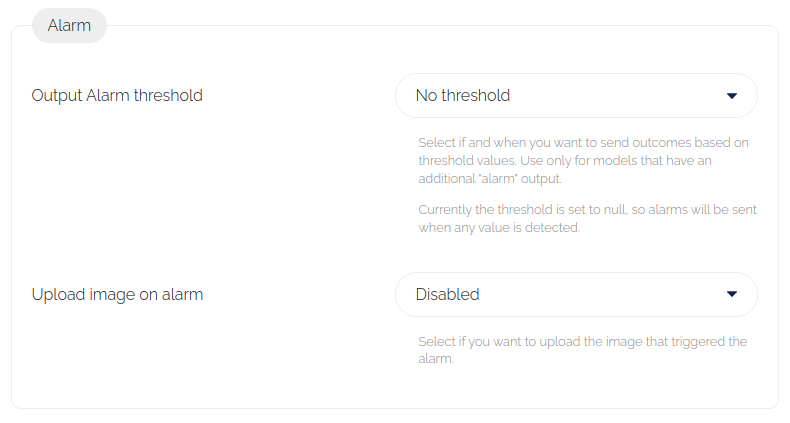 Alarm
Output Alarm threshold
No threshold
Select if and when you want to send outcomes based on
threshold values. Use only for models that have an
additional "alarm" output.
Currently the threshold is set to null, so alarms will be sent
when any value is detected.
Upload image on alarm
Disabled
Select if you want to upload the image that triggered the
alarm.